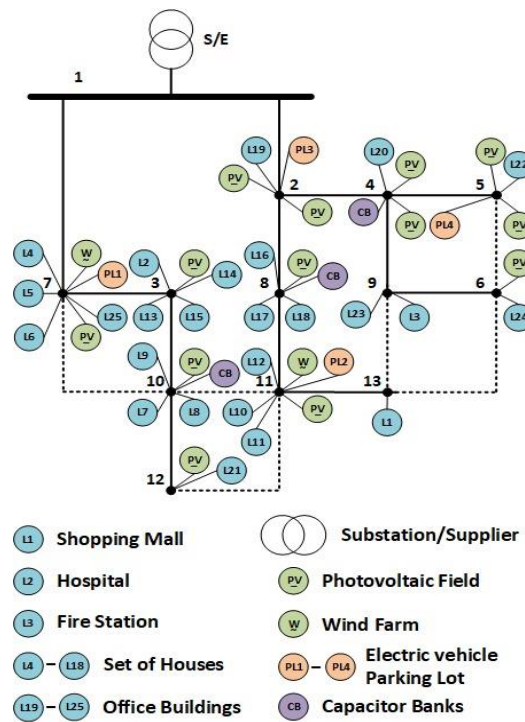 S/E
1
L19 PL3 L20 PV PV L22
PV 2 4 5
PV CB PV PL4 PV
L4 W L2 PV L16 PV PV
PL1 L14 CB
L5 7 3 8 9 6
L6 L25 L13 L15 L17 L18 L23 L3 L24
PV L9 PV L12 W PL2
CB
10 11 13
L7 L8 L10 PV L1
L11
12 PV L21
L1 Shopping Mall
L2 Hospital
L3 Fire Station
L4 – L18 Set of Houses
L19 – L25 Office Buildings
Substation/Supplier
PV Photovoltaic Field
W Wind Farm
PL1 – PL4 Electric vehicle
Parking Lot
CB Capacitor Banks